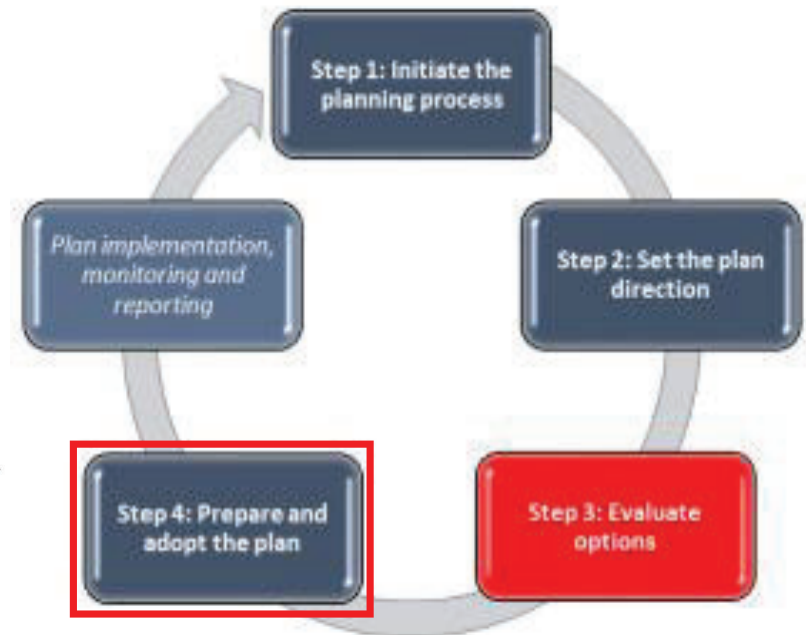 Step 1: Initiate the
planning process
Step 2: Set the plan
direction
Step 3: Evaluate
options
Step 4: Prepare and
adopt the plan
Plan implementation,
monitoring and
reporting